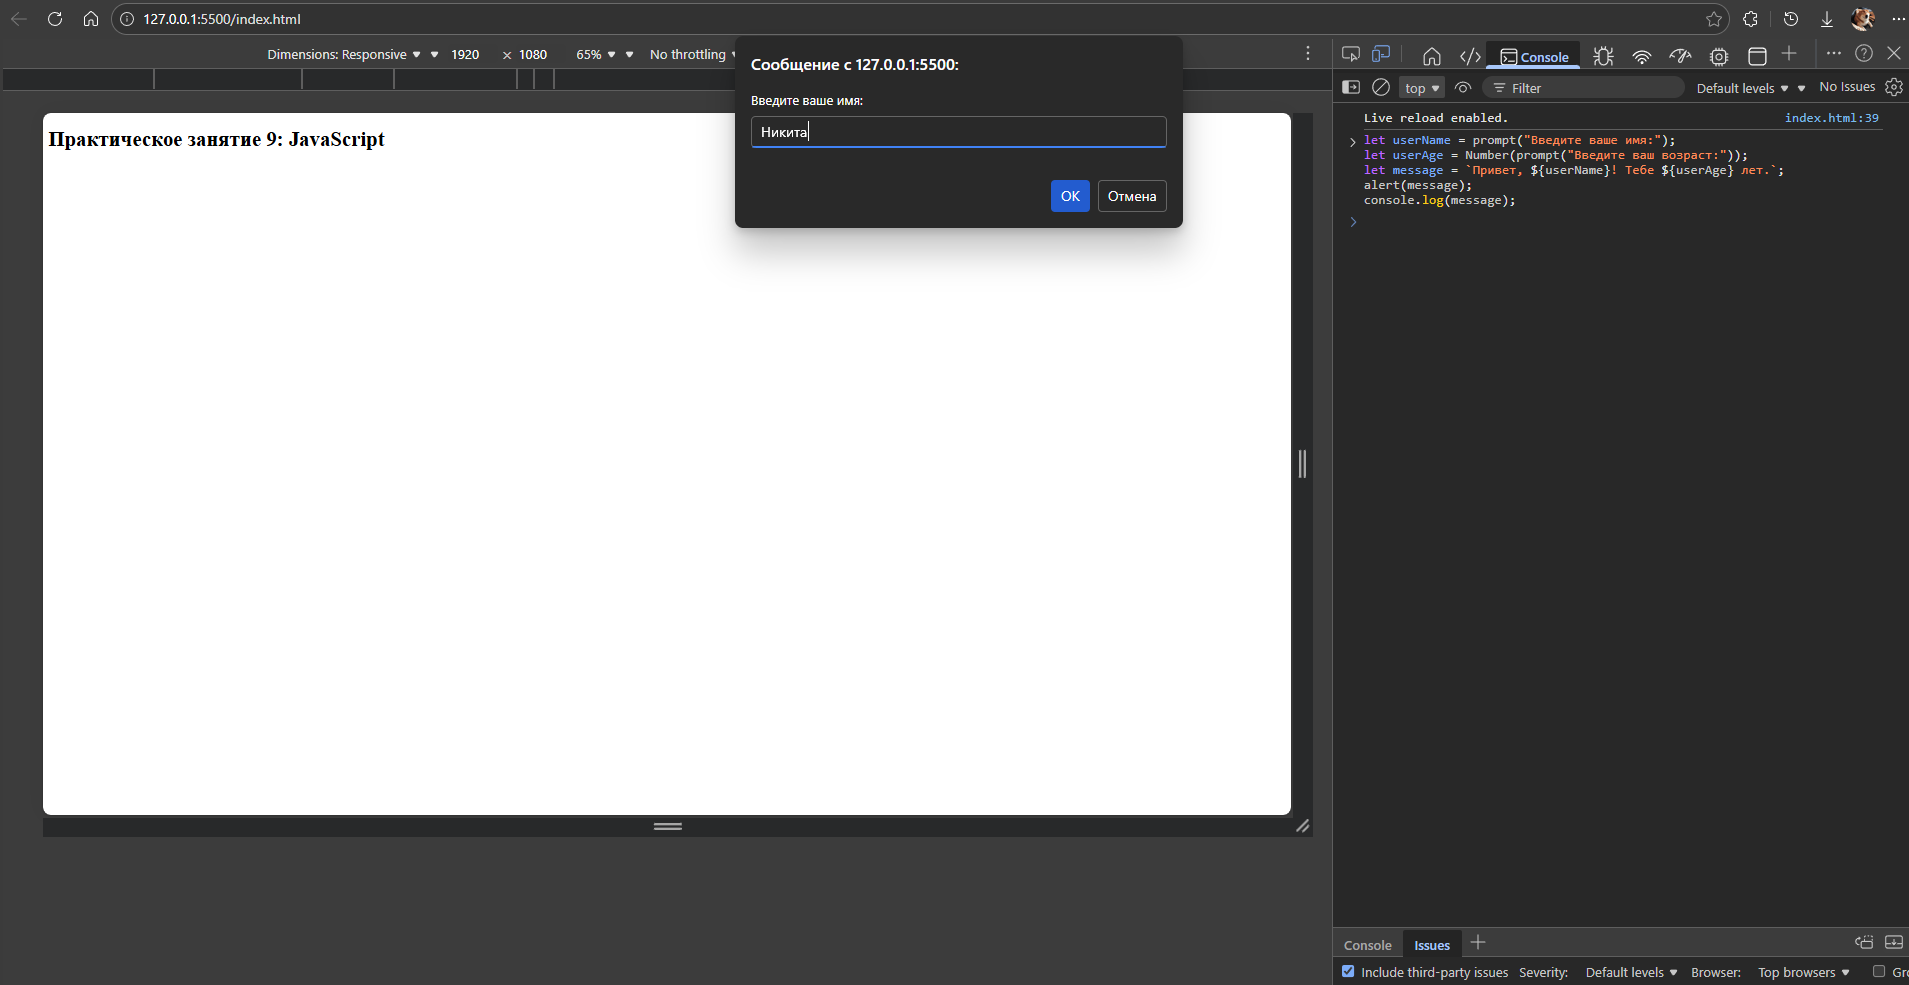 127.0.0.1:5500/index.html
Dimensions: Responsive 1920 × 1080 65% No throttling
Сообщение с 127.0.0.1:5500:
Введите ваше имя:
Никита
ОК Отмена
Практическое занятие 9: JavaScript
Console
top Filter Default levels No Issues
Live reload enabled. index.html:39
let userName = prompt("Введите ваше имя:");
let userAge = Number(prompt("Введите ваш возраст:"));
let message = `Привет, ${userName}! Тебе ${userAge} лет.`;
alert(message);
console.log(message);
Console Issues
Include third-party issues Severity: Default levels Browser: Top browsers Gro